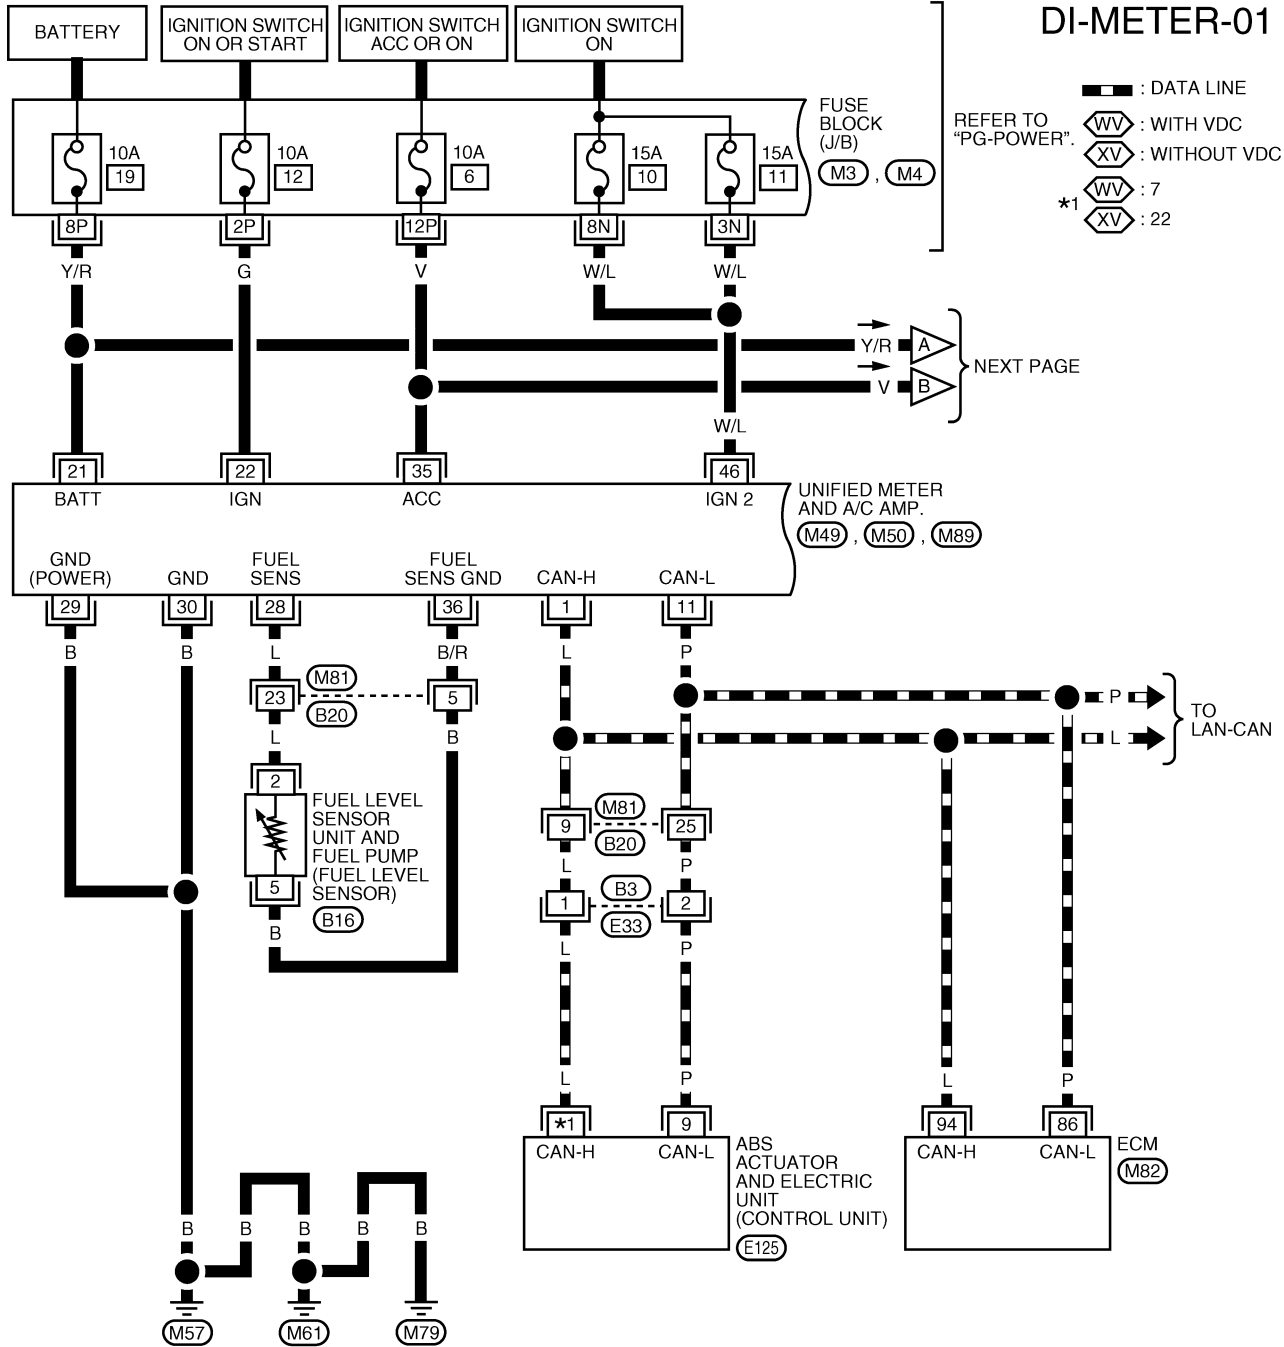 DI-METER-01
BATTERY
IGNITION SWITCH
ON OR START
IGNITION SWITCH
ACC OR ON
IGNITION SWITCH
ON
: DATA LINE
WV : WITH VDC
XV : WITHOUT VDC
*1
WV : 7
XV : 22
FUSE
BLOCK
(J/B)
M3 , M4
REFER TO
“PG-POWER”.
10A
19
10A
12
10A
6
15A
10
15A
11
8P
2P
12P
8N
3N
Y/R
G
V
W/L
W/L
Y/R
A
V
B
NEXT PAGE
W/L
21
22
35
46
BATT
IGN
ACC
IGN 2
UNIFIED METER
AND A/C AMP.
M49 , M50 , M89
GND
(POWER)
GND
FUEL
SENS
FUEL
SENS GND
CAN-H
CAN-L
29
30
28
36
1
11
B
B
L
B/R
L
P
23
M81
B20
5
L
B
P
L
TO
LAN-CAN
2
FUEL LEVEL
SENSOR
UNIT AND
FUEL PUMP
(FUEL LEVEL
SENSOR)
B16
5
B
9
M81
B20
25
L
P
1
B3
E33
2
L
P
L
P
L
P
*1
9
94
86
CAN-H
CAN-L
ABS
ACTUATOR
AND ELECTRIC
UNIT
(CONTROL UNIT)
E125
CAN-H
CAN-L
ECM
M82
B
B
B
B
B
M57
M61
M79